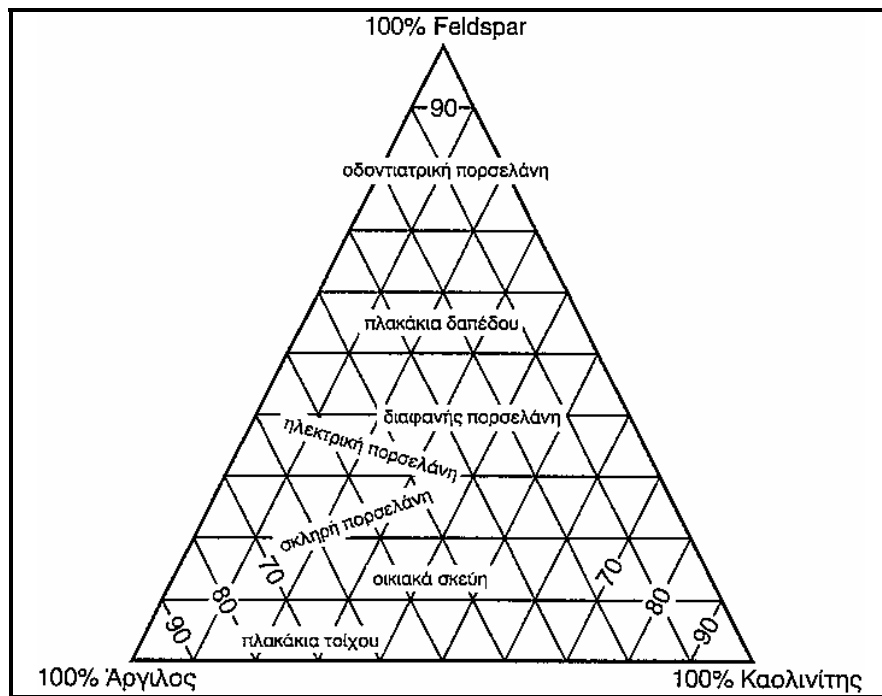 100% Feldspar
90
οδοντιατρική πορσελάνη
πλακάκια δαπέδου
διαφανής πορσελάνη
ηλεκτρική πορσελάνη
σκληρή πορσελάνη
70
70
οικιακά σκεύη
80
80
90
90
πλακάκια τοίχου
100% Άργιλος
100% Καολινίτης